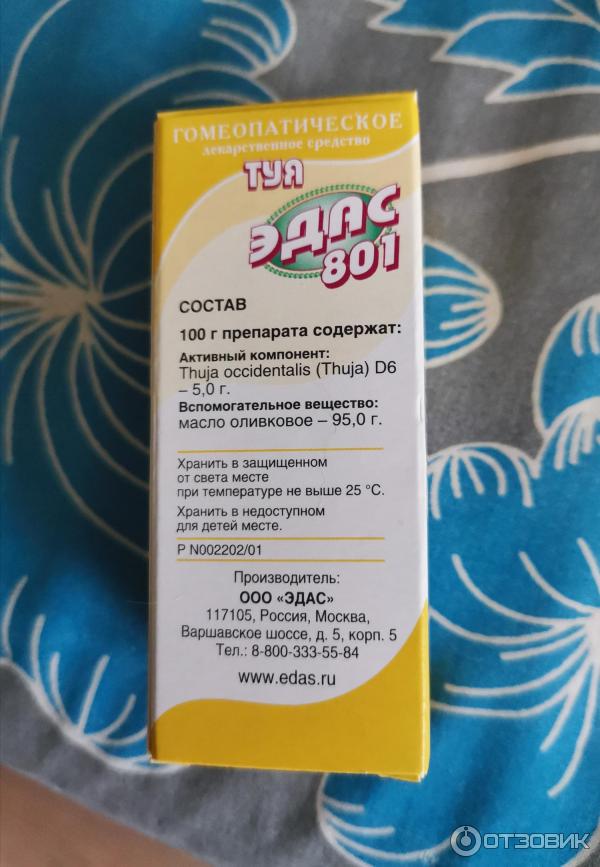 ГОМЕОПАТИЧЕСКОЕ
лекарственное средство
ТУЯ
ЭДАС
801
СОСТАВ
100 г препарата содержат:
Активный компонент:
Thuja occidentalis (Thuja) D6
– 5,0 г.
Вспомогательное вещество:
масло оливковое – 95,0 г.
Хранить в защищенном
от света месте
при температуре не выше 25 °С.
Хранить в недоступном
для детей месте.
Р N002202/01
Производитель:
ООО «ЭДАС»
117105, Россия, Москва,
Варшавское шоссе, д. 5, корп. 5
Тел.: 8-800-333-55-84
www.edas.ru
ОТЗОВИК